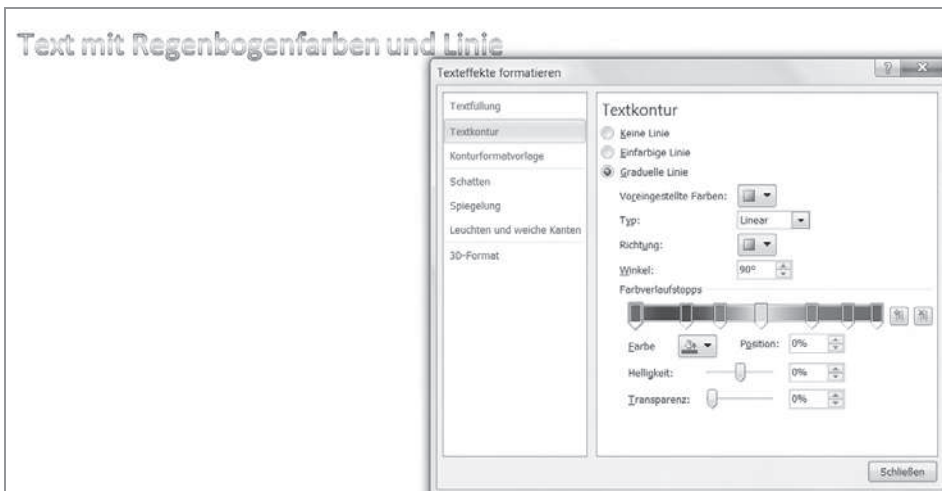 Text mit Regenbogenfarben und Linie
Texteffekte formatieren
Textfüllung
Textkontur
Konturformatvorlage
Schatten
Spiegelung
Leuchten und weiche Kanten
3D-Format
Textkontur
Keine Linie
Einfarbige Linie
Graduelle Linie
Voreingestellte Farben:
Typ: Linear
Richtung:
Winkel: 90°
Farbverlaufstopps
Farbe Position: 0%
Helligkeit: 0%
Transparenz: 0%
Schließen